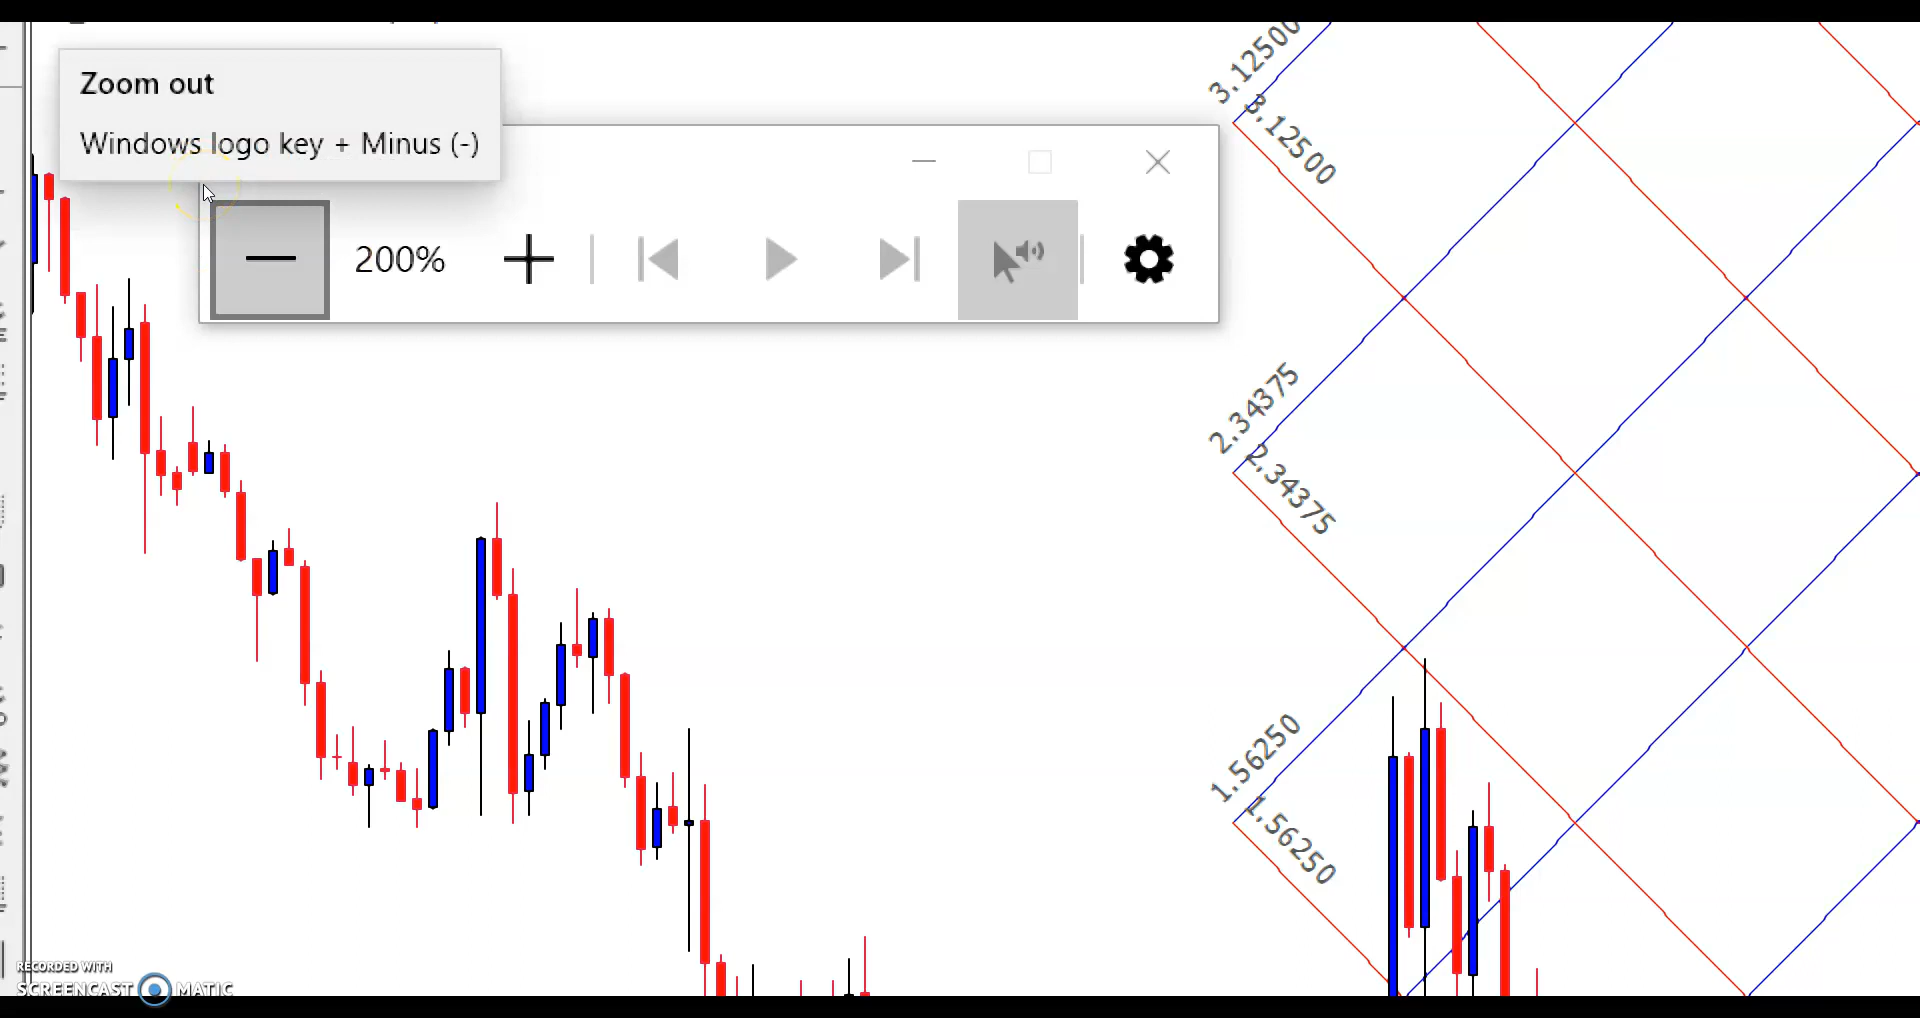 Zoom out
Windows logo key + Minus (-)
200%
3.12500
3.12500
2.34375
2.34375
1.56250
1.56250
RECORDED WITH
SCREENCAST MATIC